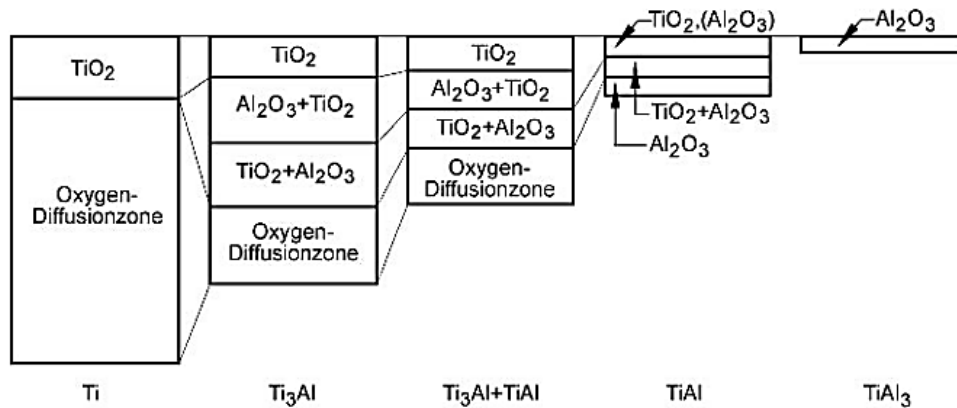 TiO₂
Oxygen-
Diffusionzone
Ti
TiO₂
Al₂O₃+TiO₂
TiO₂+Al₂O₃
Oxygen-
Diffusionzone
Ti₃Al
TiO₂
Al₂O₃+TiO₂
TiO₂+Al₂O₃
Oxygen-
Diffusionzone
Ti₃Al+TiAl
TiO₂,(Al₂O₃)
TiO₂+Al₂O₃
Al₂O₃
TiAl
Al₂O₃
TiAl₃